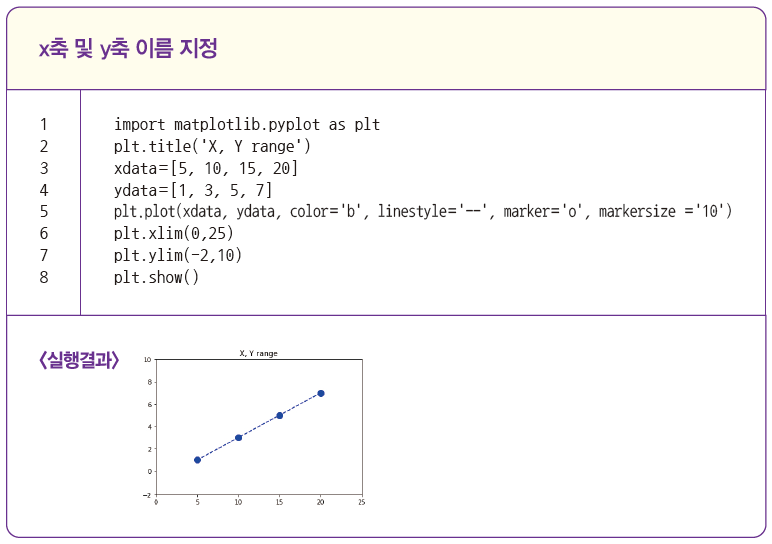 x축 및 y축 이름 지정
1 import matplotlib.pyplot as plt
2 plt.title('X, Y range')
3 xdata=[5, 10, 15, 20]
4 ydata=[1, 3, 5, 7]
5 plt.plot(xdata, ydata, color='b', linestyle='--', marker='o', markersize ='10')
6 plt.xlim(0,25)
7 plt.ylim(-2,10)
8 plt.show()
<실행결과>
X, Y range
10
8
6
4
2
0
−2
0 5 10 15 20 25